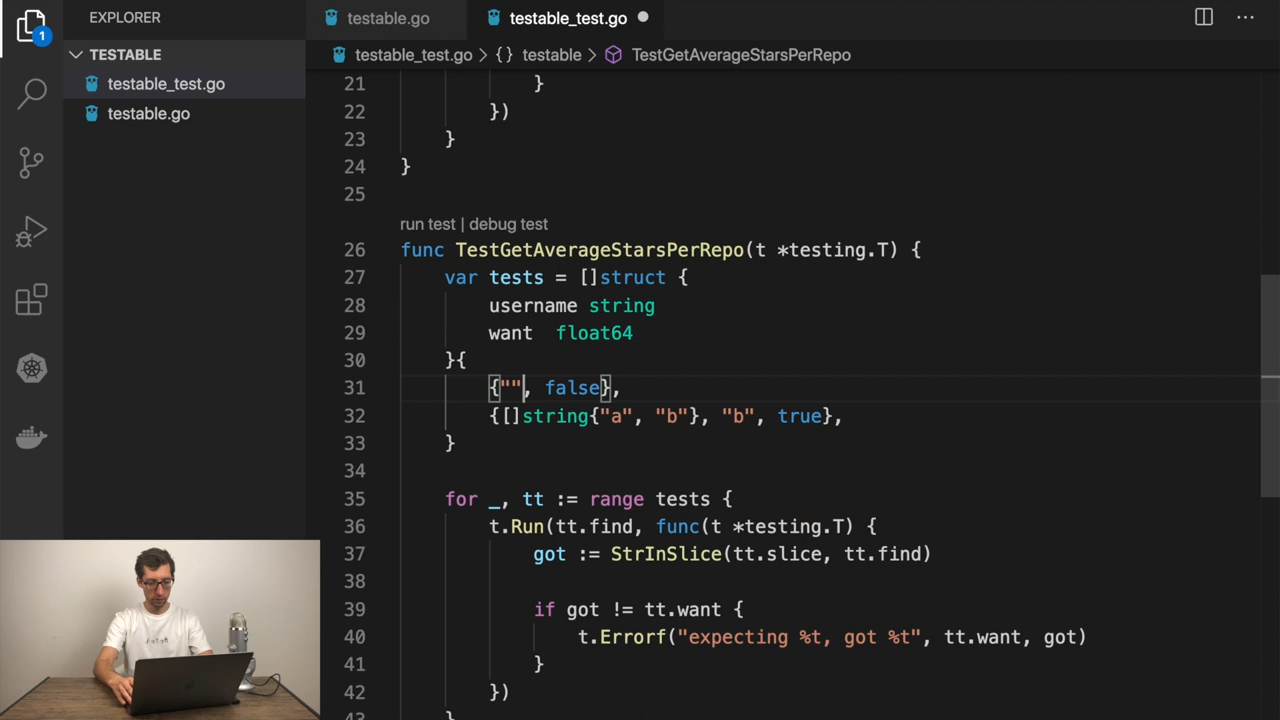 EXPLORER
TESTABLE
testable_test.go
testable.go
1
testable.go
testable_test.go
testable_test.go > {} testable > TestGetAverageStarsPerRepo
21 }
22 })
23 }
24 }
25
run test | debug test
26 func TestGetAverageStarsPerRepo(t *testing.T) {
27 var tests = []struct {
28 username string
29 want float64
30 }{
31 {"", false},
32 {[]string{"a", "b"}, "b", true},
33 }
34
35 for _, tt := range tests {
36 t.Run(tt.find, func(t *testing.T) {
37 got := StrInSlice(tt.slice, tt.find)
38
39 if got != tt.want {
40 t.Errorf("expecting %t, got %t", tt.want, got)
41 }
42 })
43 }